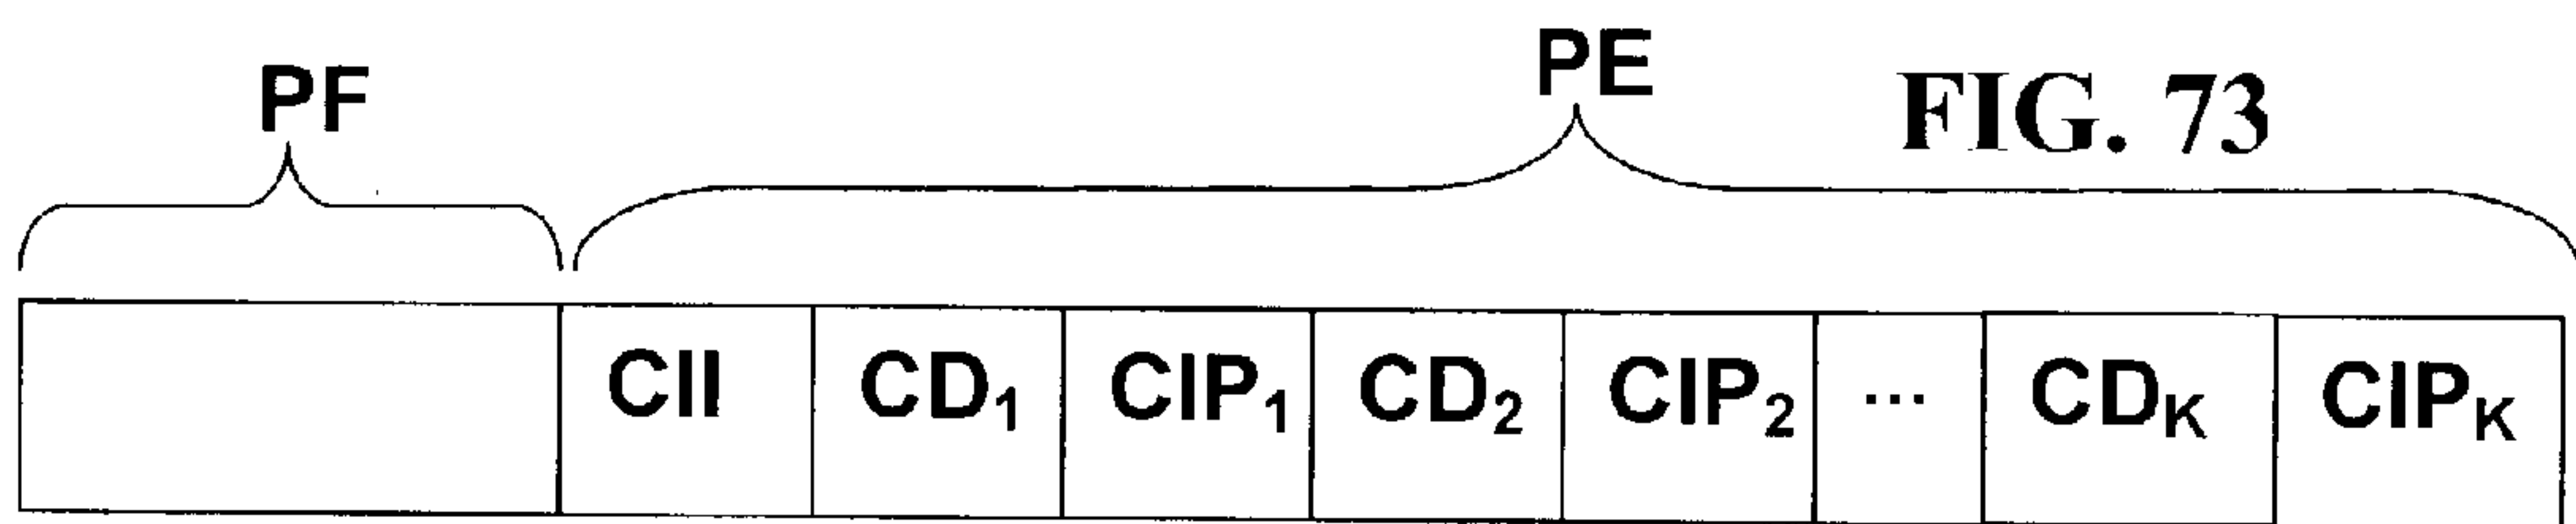 PF
PE
FIG. 73
CII CD₁ CIP₁ CD₂ CIP₂ ... CDₖ CIPₖ